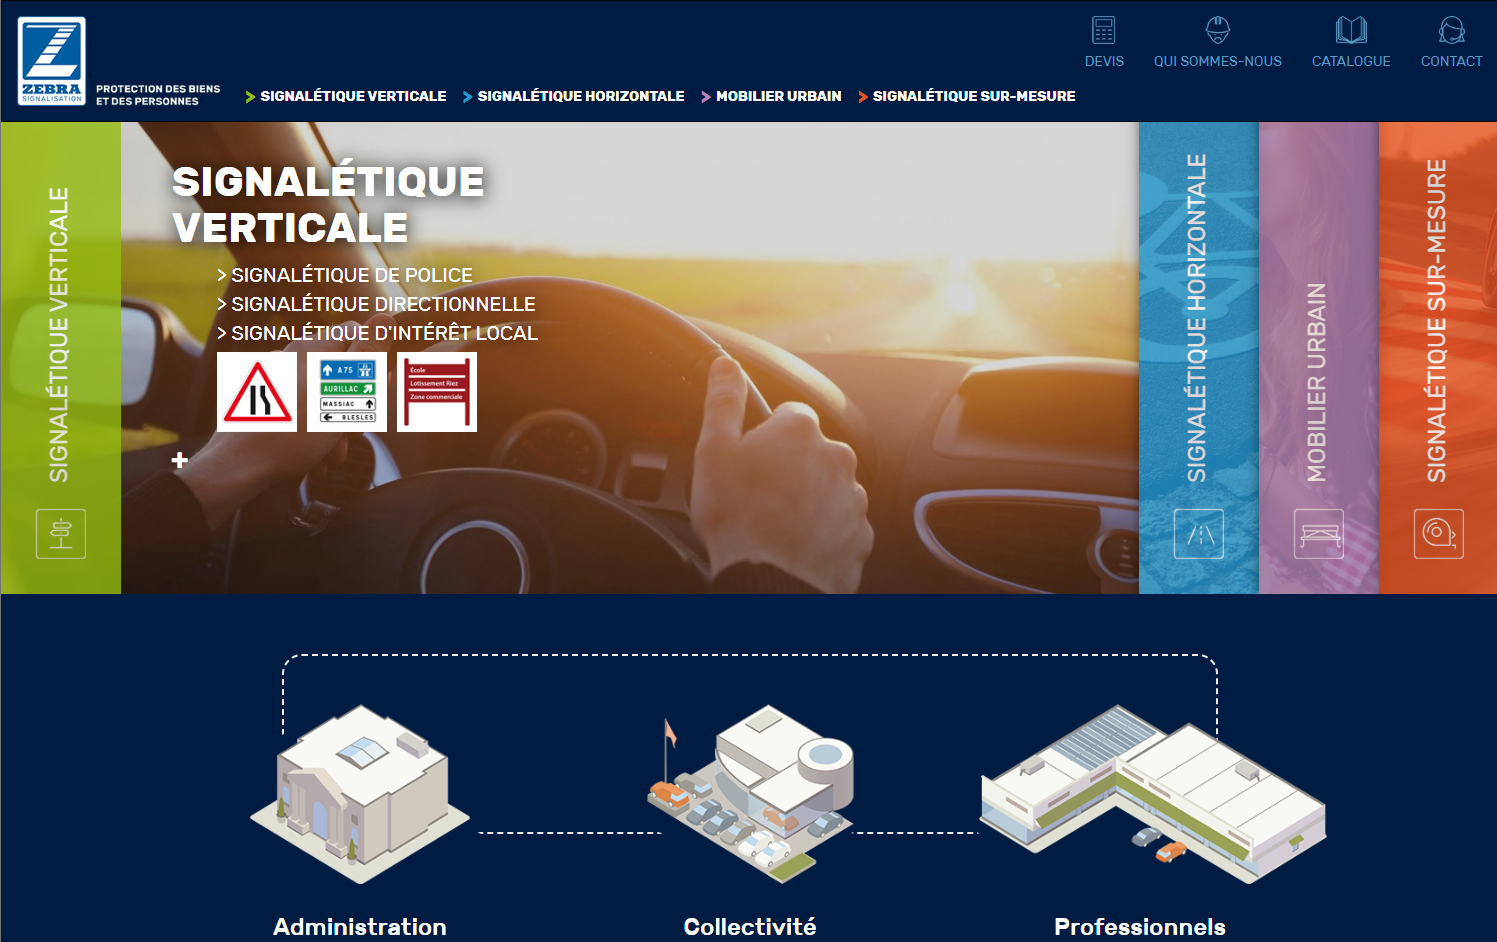 ZEBRA
SIGNALISATION
PROTECTION DES BIENS
ET DES PERSONNES
DEVIS
QUI SOMMES-NOUS
CATALOGUE
CONTACT
> SIGNALÉTIQUE VERTICALE
> SIGNALÉTIQUE HORIZONTALE
> MOBILIER URBAIN
> SIGNALÉTIQUE SUR-MESURE
SIGNALÉTIQUE VERTICALE
SIGNALÉTIQUE
VERTICALE
> SIGNALÉTIQUE DE POLICE
> SIGNALÉTIQUE DIRECTIONNELLE
> SIGNALÉTIQUE D'INTÉRÊT LOCAL
A 75
AURILLAC
MASSIAC
BLESLES
École
Lotissement Riez
Zone commerciale
+
SIGNALÉTIQUE HORIZONTALE
MOBILIER URBAIN
SIGNALÉTIQUE SUR-MESURE
Administration
Collectivité
Professionnels